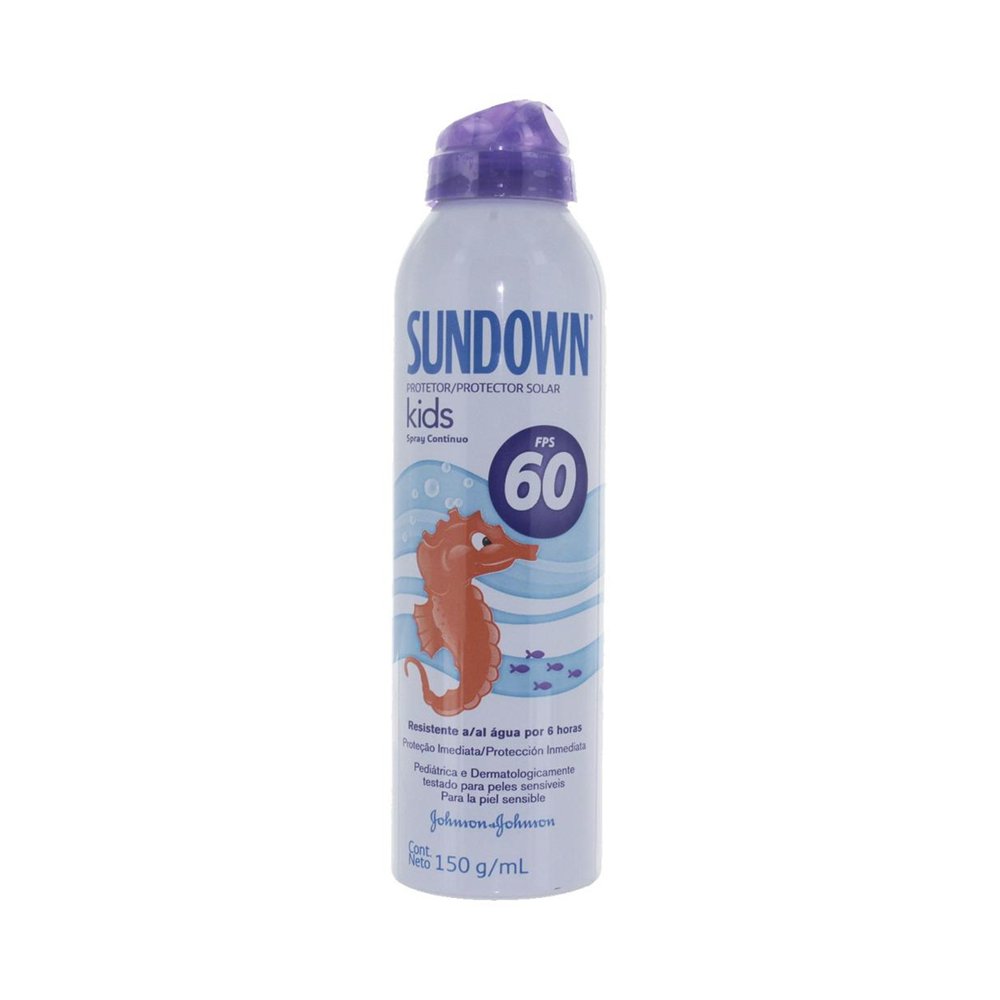 SUNDOWN®
PROTETOR/PROTECTOR SOLAR
kids
Spray Contínuo
FPS
60
Resistente a/al água por 6 horas
Proteção Imediata/Protección Inmediata
Pediátrica e Dermatologicamente
testado para peles sensíveis
Para la piel sensible
Johnson & Johnson
Cont.
Neto 150 g/mL